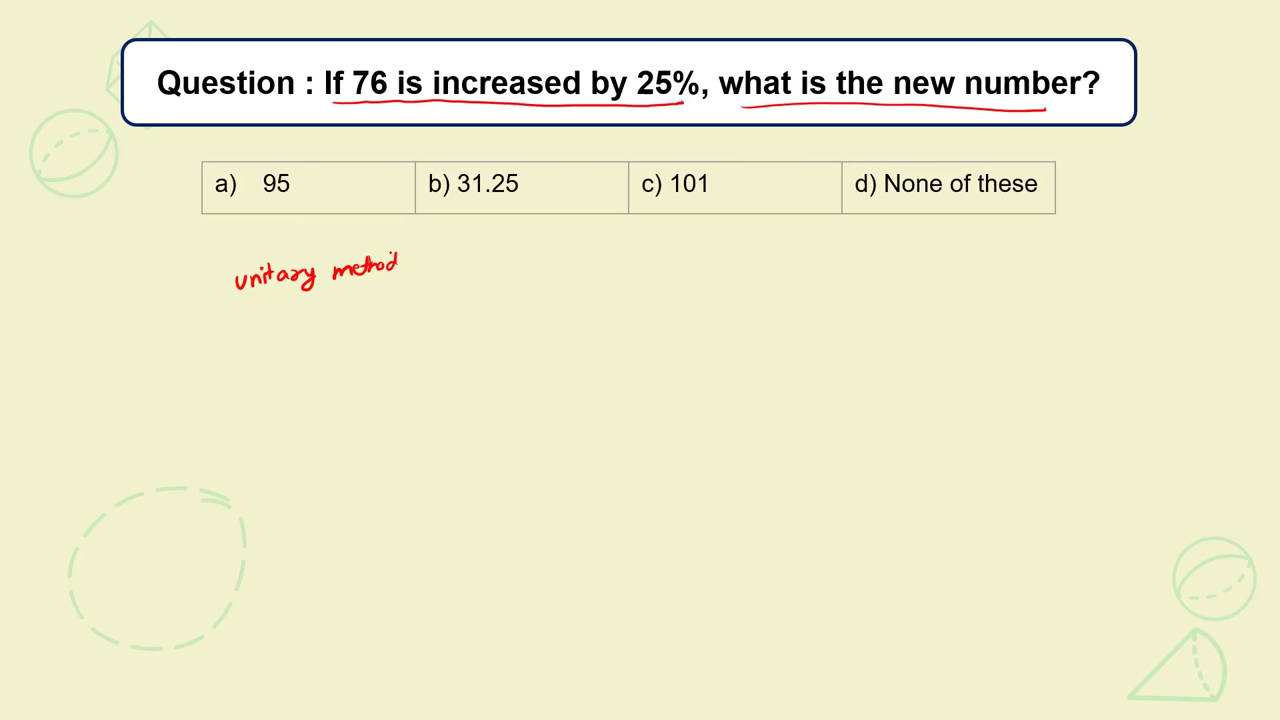 Question : If 76 is increased by 25%, what is the new number?
a) 95 b) 31.25 c) 101 d) None of these
unitary method